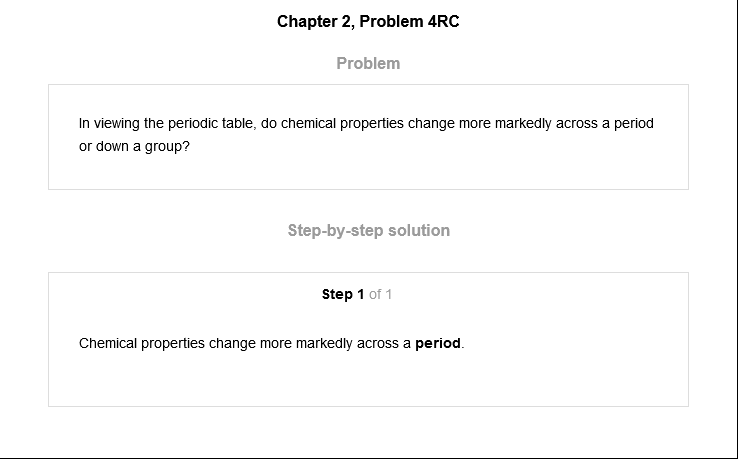 Chapter 2, Problem 4RC
Problem
In viewing the periodic table, do chemical properties change more markedly across a period
or down a group?
Step-by-step solution
Step 1 of 1
Chemical properties change more markedly across a period.